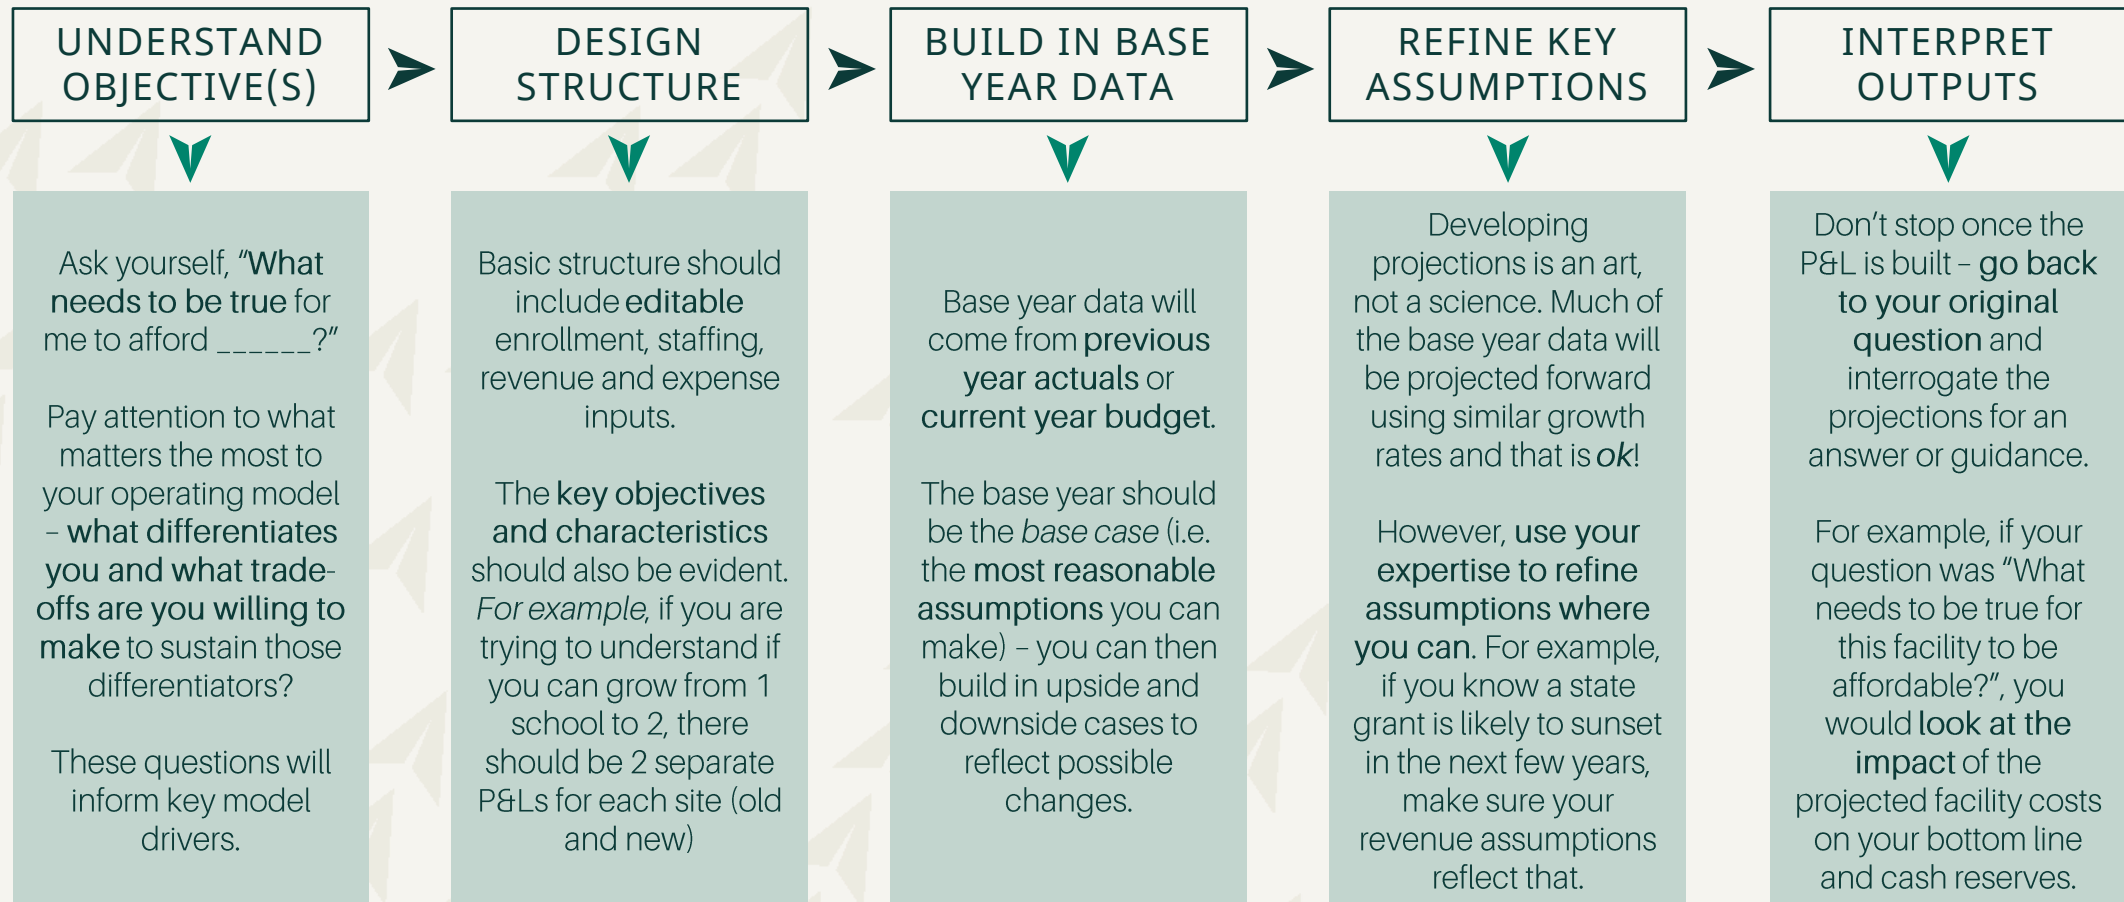 UNDERSTAND
OBJECTIVE(S)
DESIGN
STRUCTURE
BUILD IN BASE
YEAR DATA
REFINE KEY
ASSUMPTIONS
INTERPRET
OUTPUTS
Ask yourself, “What
needs to be true for
me to afford ______?”
Pay attention to what
matters the most to
your operating model
– what differentiates
you and what trade-
offs are you willing to
make to sustain those
differentiators?
These questions will
inform key model
drivers.
Basic structure should
include editable
enrollment, staffing,
revenue and expense
inputs.
The key objectives
and characteristics
should also be evident.
For example, if you are
trying to understand if
you can grow from 1
school to 2, there
should be 2 separate
P&Ls for each site (old
and new)
Base year data will
come from previous
year actuals or
current year budget.
The base year should
be the base case (i.e.
the most reasonable
assumptions you can
make) – you can then
build in upside and
downside cases to
reflect possible
changes.
Developing
projections is an art,
not a science. Much of
the base year data will
be projected forward
using similar growth
rates and that is ok!
However, use your
expertise to refine
assumptions where
you can. For example,
if you know a state
grant is likely to sunset
in the next few years,
make sure your
revenue assumptions
reflect that.
Don’t stop once the
P&L is built – go back
to your original
question and
interrogate the
projections for an
answer or guidance.
For example, if your
question was “What
needs to be true for
this facility to be
affordable?”, you
would look at the
impact of the
projected facility costs
on your bottom line
and cash reserves.